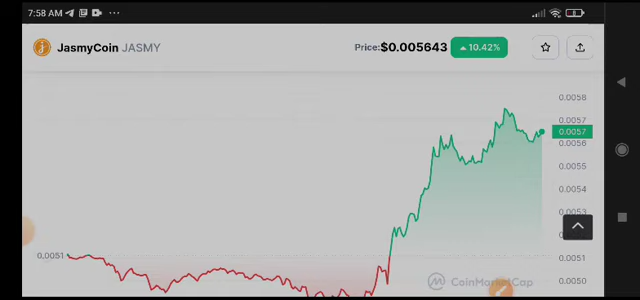 7:58 AM
JasmyCoin JASMY
Price:$0.005643 10.42%
0.0058
0.0057
0.0057
0.0056
0.0055
0.0054
0.0053
0.0051
0.0051
0.0050
CoinMarketCap